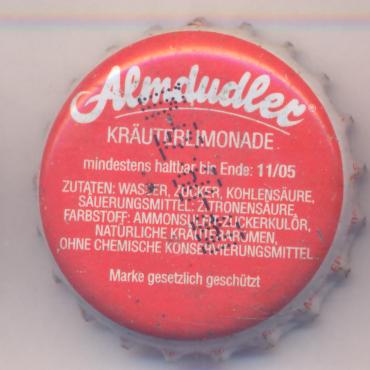 Almdudler®
KRÄUTERLIMONADE
mindestens haltbar bis Ende: 11/05
ZUTATEN: WASSER, ZUCKER, KOHLENSÄURE,
SÄUERUNGSMITTEL: ZITRONENSÄURE,
FARBSTOFF: AMMONSULFIT-ZUCKERKULÖR,
NATÜRLICHE KRÄUTERAROMEN,
OHNE CHEMISCHE KONSERVIERUNGSMITTEL
Marke gesetzlich geschützt